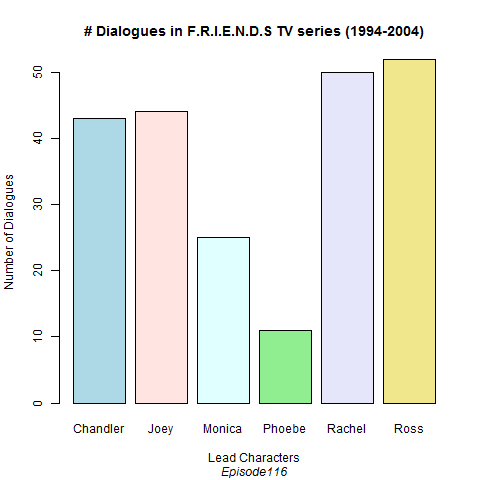 # Dialogues in F.R.I.E.N.D.S TV series (1994-2004)
Number of Dialogues
50
40
30
20
10
0
Chandler Joey Monica Phoebe Rachel Ross
Lead Characters
Episode116